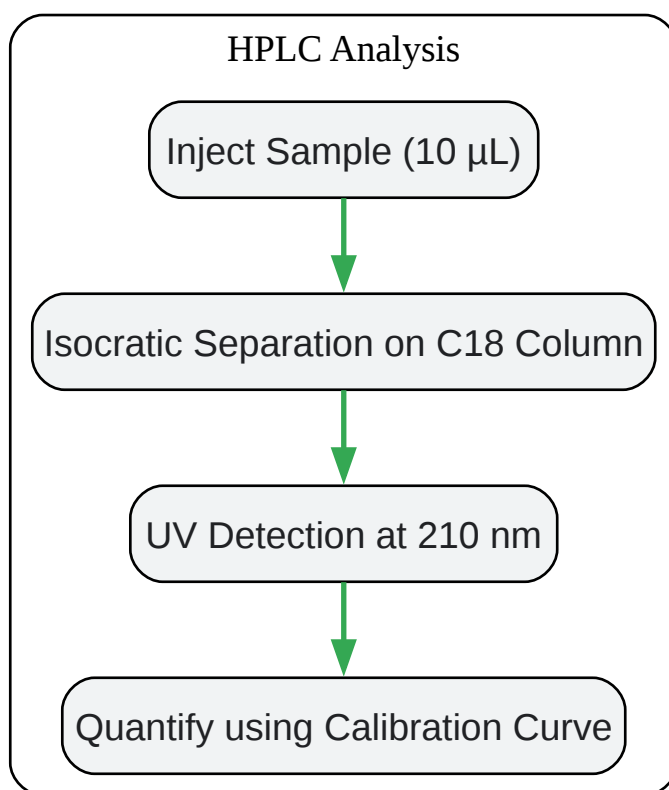 HPLC Analysis
Inject Sample (10 µL)
Isocratic Separation on C18 Column
UV Detection at 210 nm
Quantify using Calibration Curve